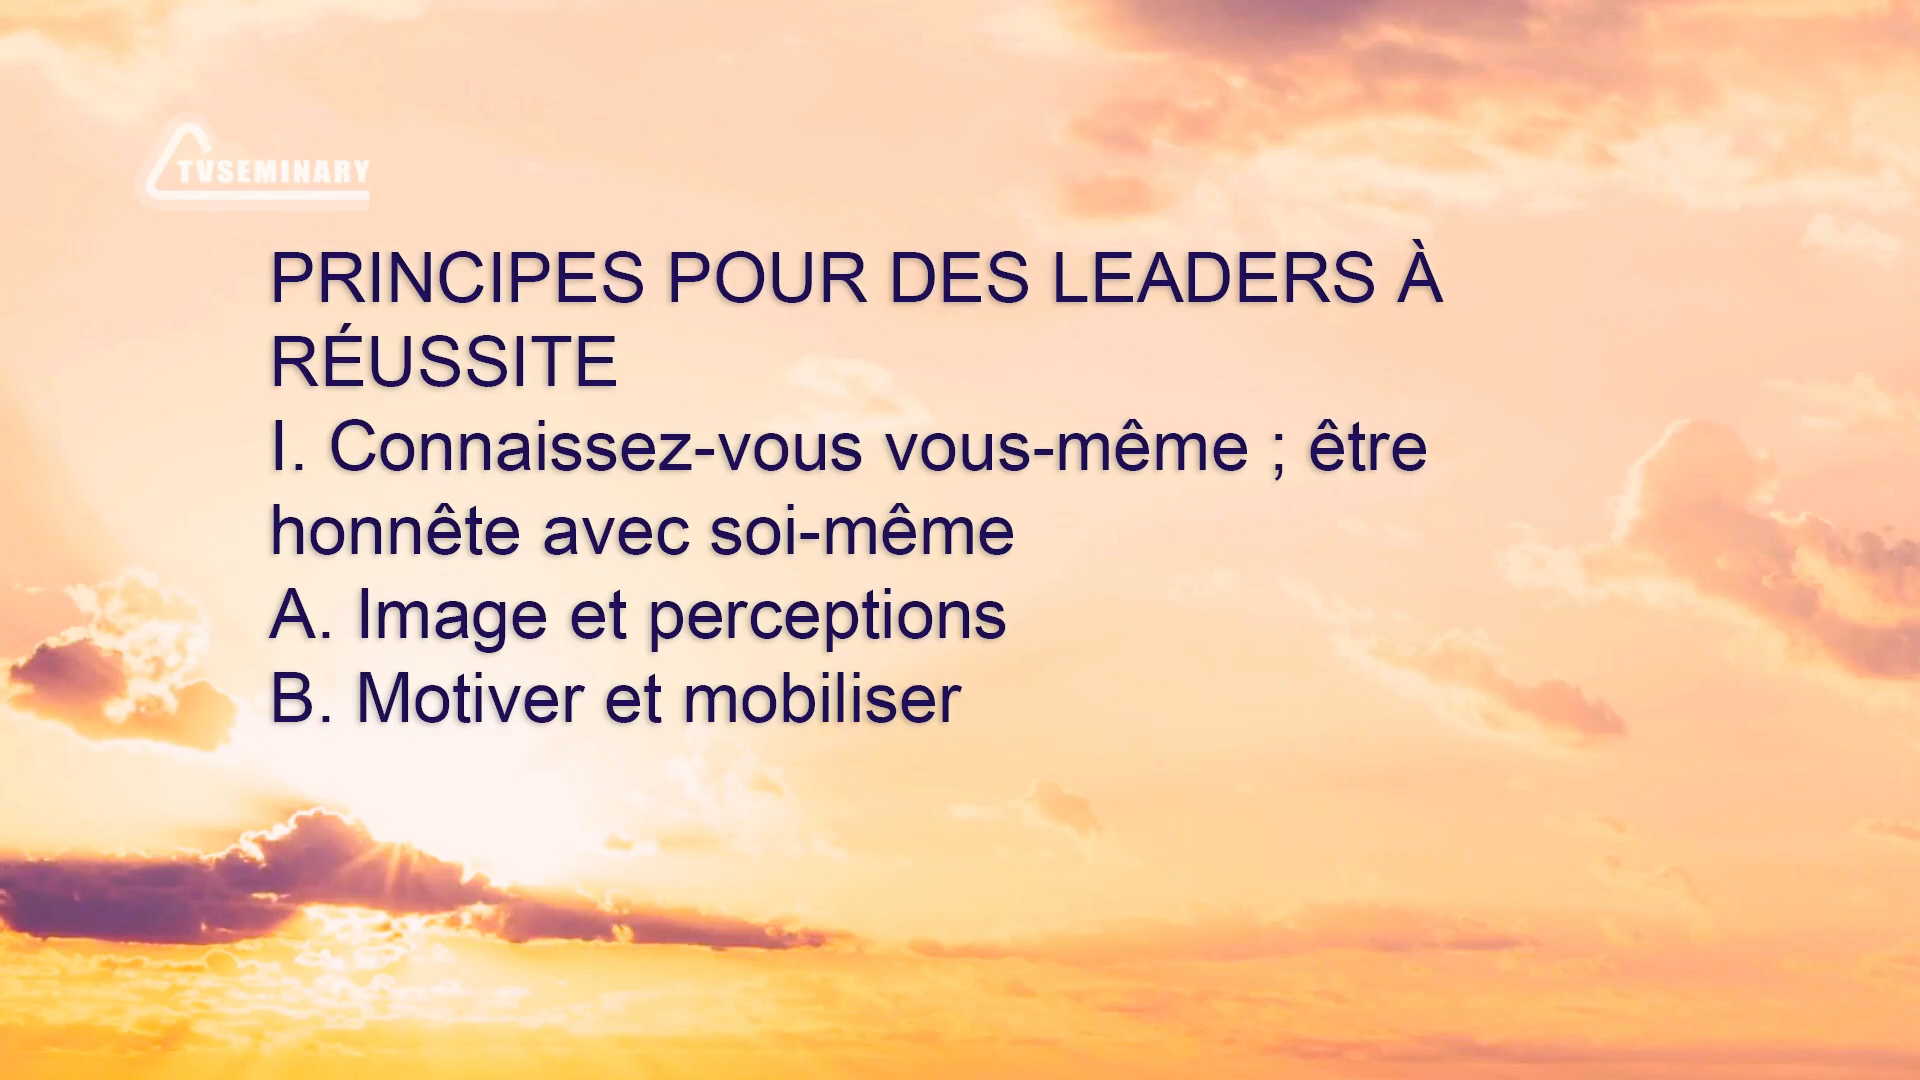 TVSEMINARY
PRINCIPES POUR DES LEADERS À
RÉUSSITE
I. Connaissez-vous vous-même ; être
honnête avec soi-même
A. Image et perceptions
B. Motiver et mobiliser